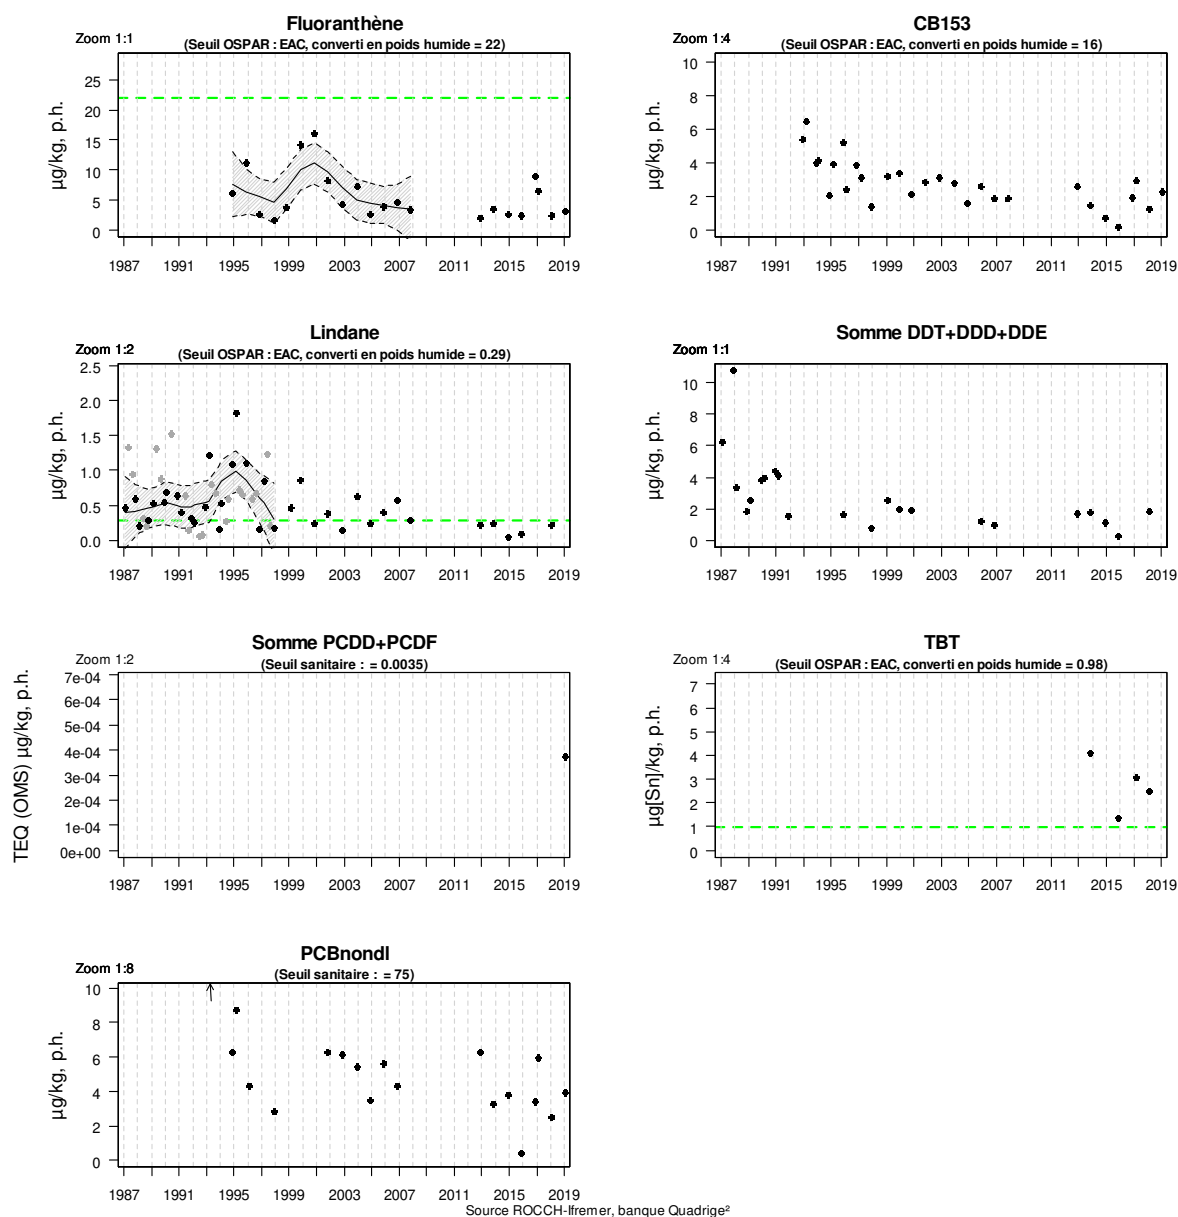 Fluoranthène
Zoom 1:1
(Seuil OSPAR : EAC, converti en poids humide = 22)
µg/kg, p.h.
25
20
15
10
5
0
1987 1991 1995 1999 2003 2007 2011 2015 2019
CB153
Zoom 1:4
(Seuil OSPAR : EAC, converti en poids humide = 16)
µg/kg, p.h.
10
8
6
4
2
0
1987 1991 1995 1999 2003 2007 2011 2015 2019
Lindane
Zoom 1:2
(Seuil OSPAR : EAC, converti en poids humide = 0.29)
µg/kg, p.h.
2.5
2.0
1.5
1.0
0.5
0.0
1987 1991 1995 1999 2003 2007 2011 2015 2019
Somme DDT+DDD+DDE
Zoom 1:1
µg/kg, p.h.
10
8
6
4
2
0
1987 1991 1995 1999 2003 2007 2011 2015 2019
Somme PCDD+PCDF
Zoom 1:2
(Seuil sanitaire : = 0.0035)
TEQ (OMS) µg/kg, p.h.
7e-04
6e-04
5e-04
4e-04
3e-04
2e-04
1e-04
0e+00
1987 1991 1995 1999 2003 2007 2011 2015 2019
TBT
Zoom 1:4
(Seuil OSPAR : EAC, converti en poids humide = 0.98)
µg[Sn]/kg, p.h.
7
6
5
4
3
2
1
0
1987 1991 1995 1999 2003 2007 2011 2015 2019
PCBnondl
Zoom 1:8
(Seuil sanitaire : = 75)
µg/kg, p.h.
10
8
6
4
2
0
1987 1991 1995 1999 2003 2007 2011 2015 2019
Source ROCCH-Ifremer, banque Quadrige²